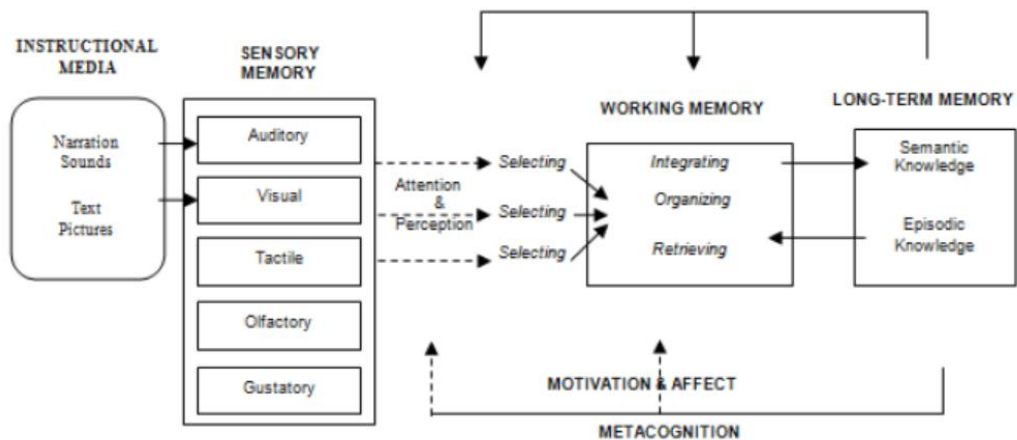 INSTRUCTIONAL
MEDIA
Narration
Sounds
Text
Pictures
SENSORY
MEMORY
Auditory
Visual
Tactile
Olfactory
Gustatory
Attention
&
Perception
Selecting
Selecting
Selecting
WORKING MEMORY
Integrating
Organizing
Retrieving
LONG-TERM MEMORY
Semantic
Knowledge
Episodic
Knowledge
MOTIVATION & AFFECT
METACOGNITION